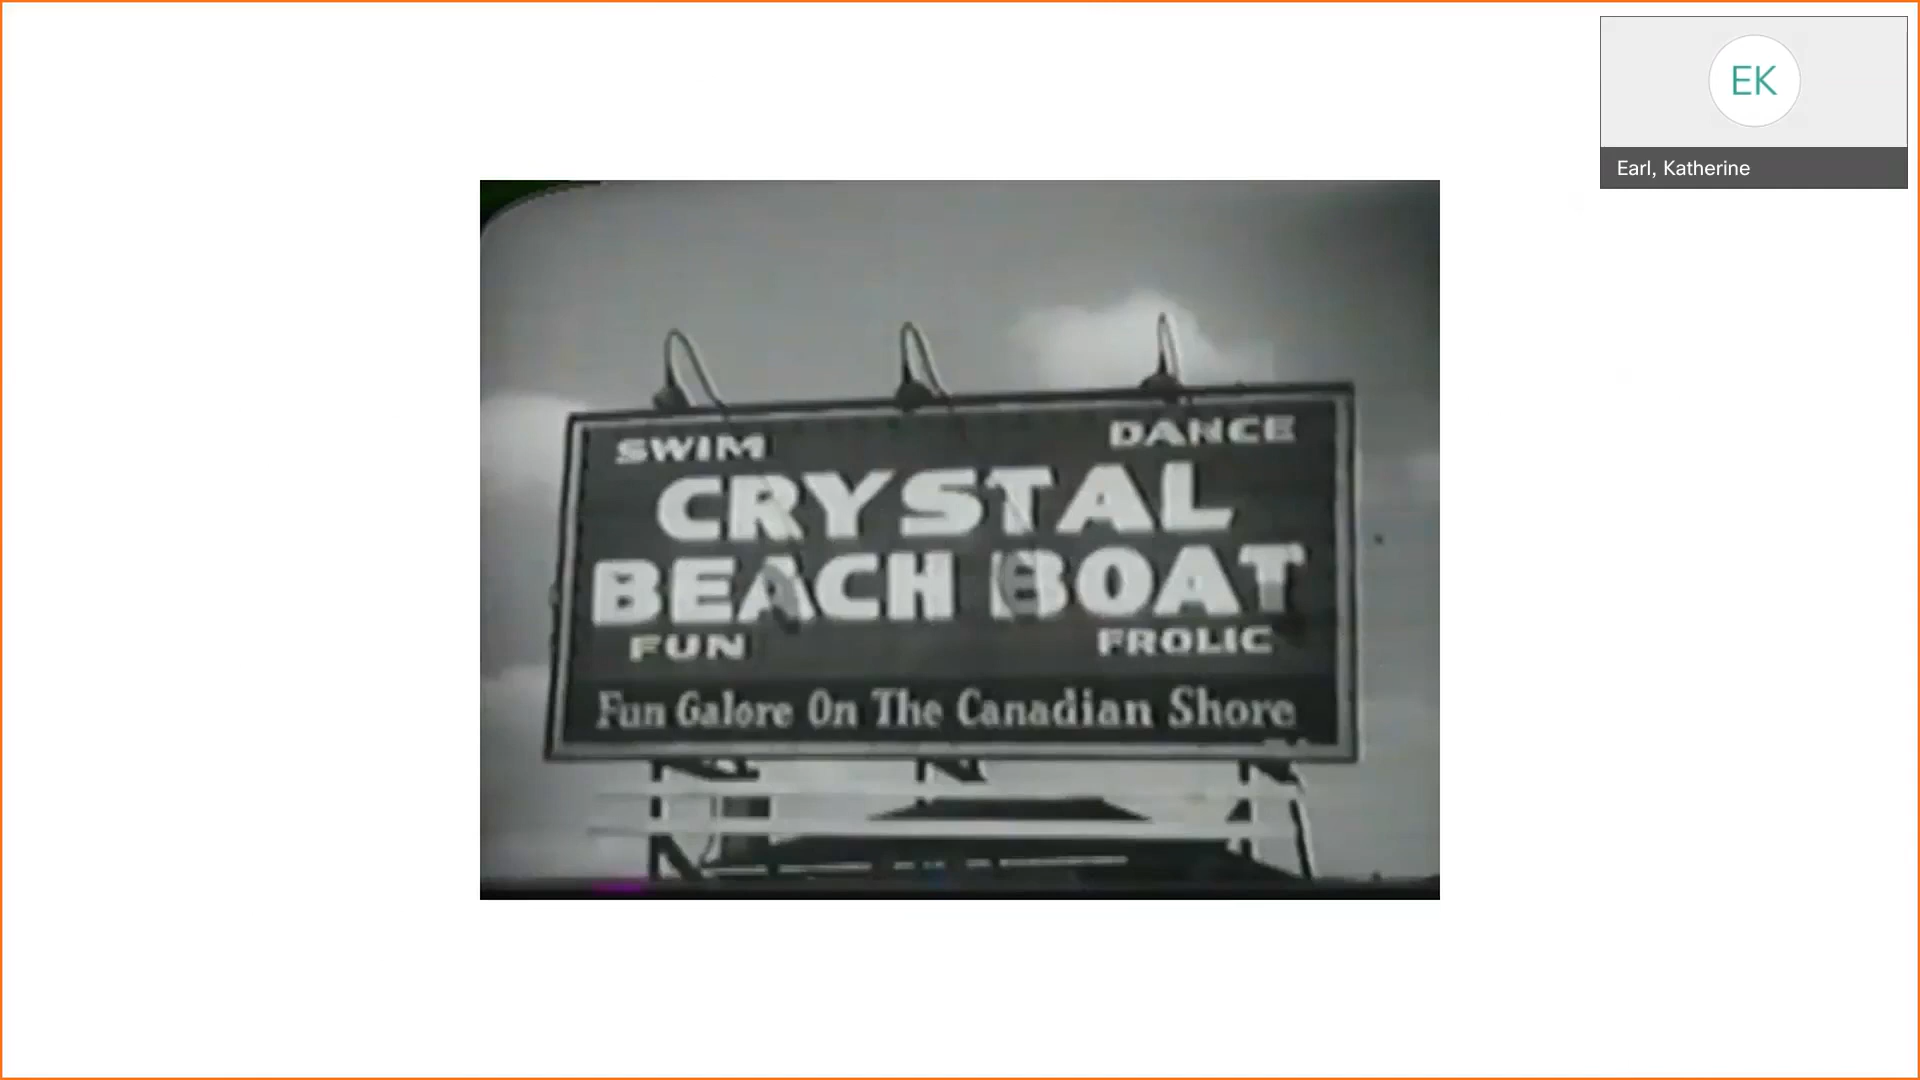 EK
Earl, Katherine
SWIM DANCE
CRYSTAL
BEACH BOAT
FUN FROLIC
Fun Galore On The Canadian Shore